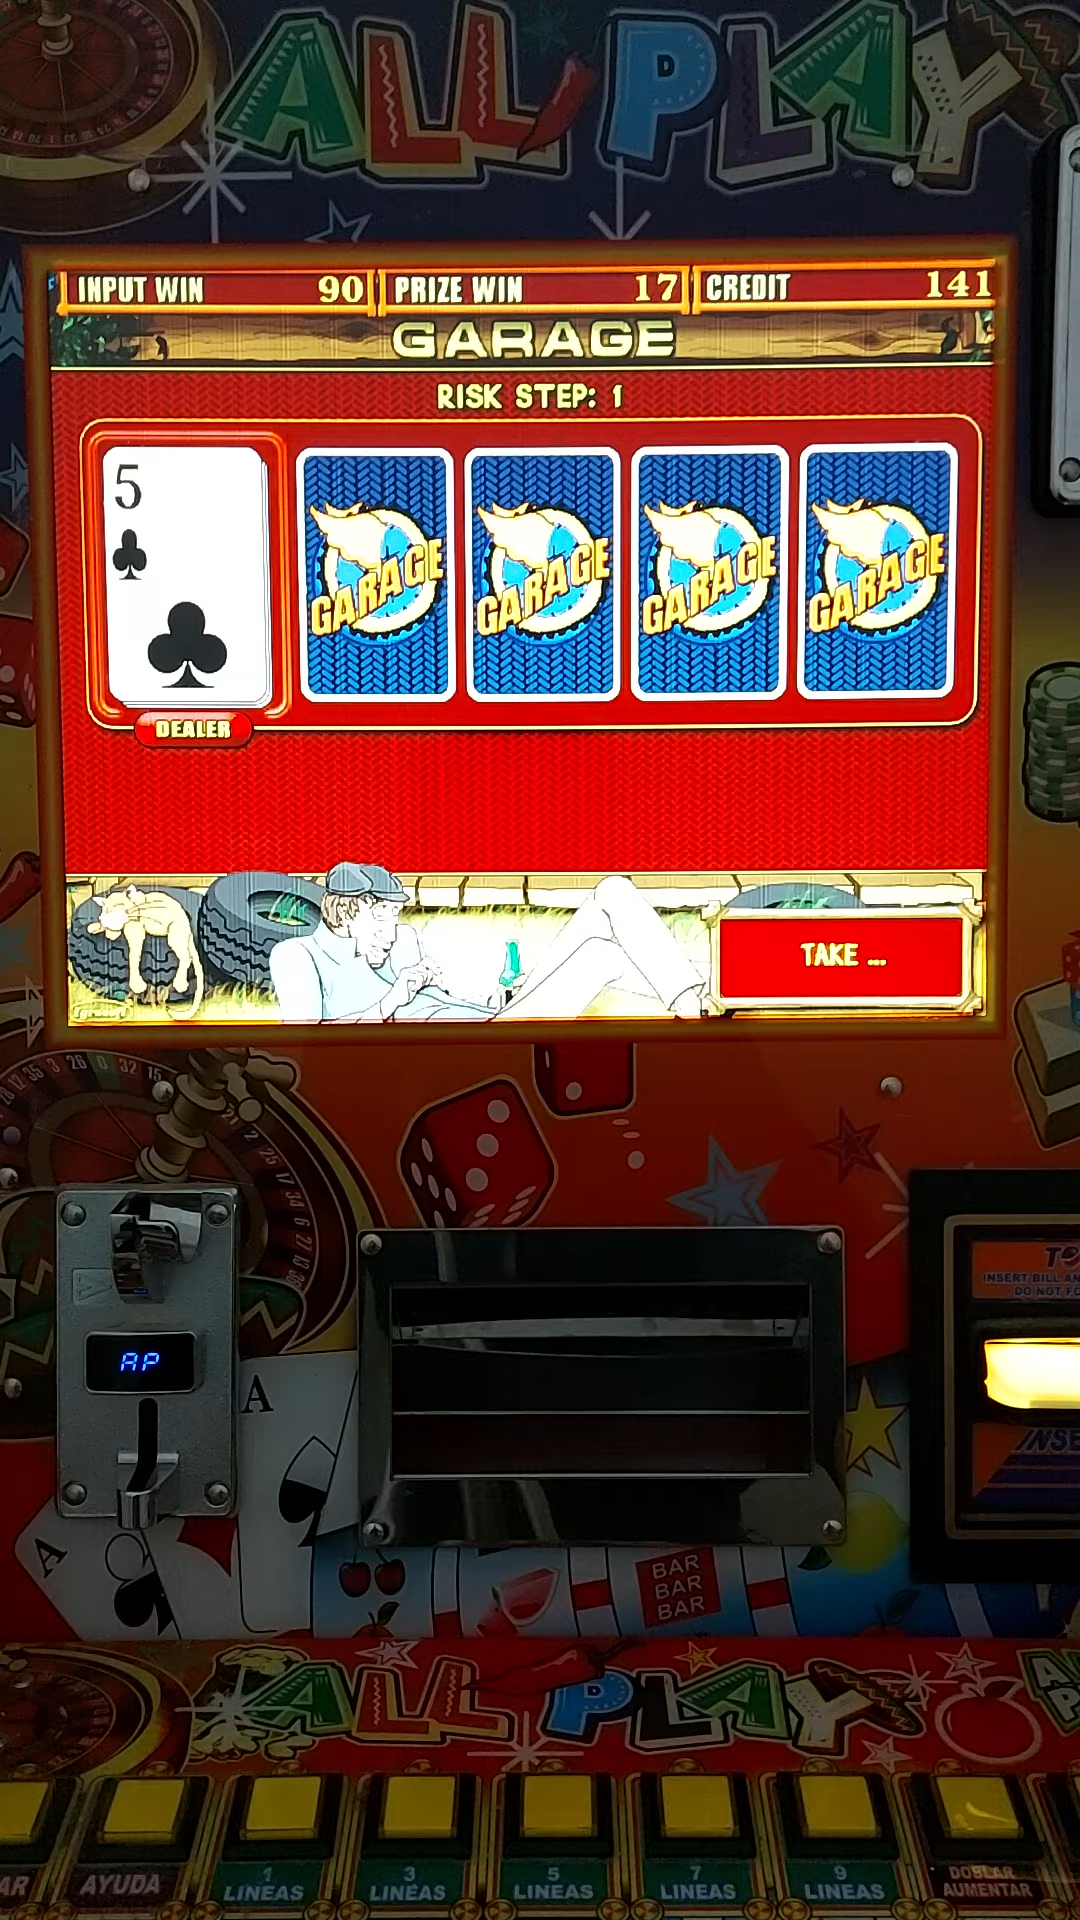 ALL PLAY
INPUT WIN 90 PRIZE WIN 17 CREDIT 141
GARAGE
RISK STEP: 1
5
GARAGE GARAGE GARAGE GARAGE
DEALER
TAKE ...
AP
INSERT BILL
DO NOT
A
A
BAR
BAR
BAR
ALL PLAY
AYUDA
1 LINEAS
3 LINEAS
5 LINEAS
7 LINEAS
9 LINEAS
DOBLAR
AUMENTAR